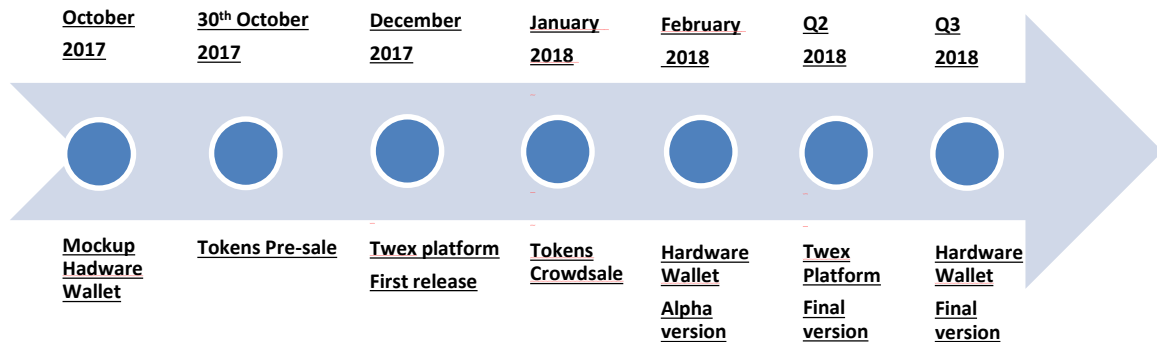 October
2017
30th October
2017
December
2017
January
2018
February
2018
Q2
2018
Q3
2018
Mockup
Hadware
Wallet
Tokens Pre-sale
Twex platform
First release
Tokens
Crowdsale
Hardware
Wallet
Alpha
version
Twex
Platform
Final
version
Hardware
Wallet
Final
version